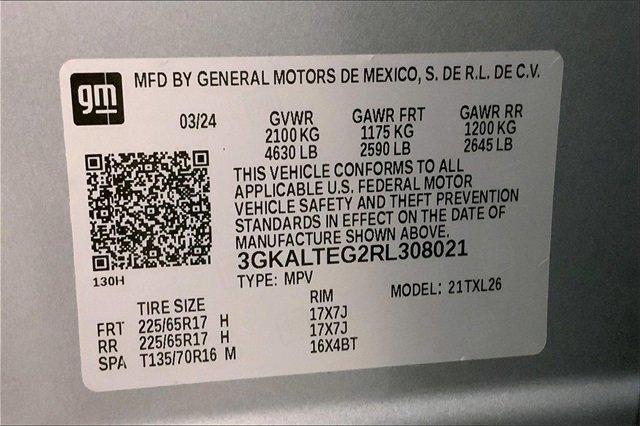 gm
MFD BY GENERAL MOTORS DE MEXICO, S. DE R.L. DE C.V.
03/24 GVWR GAWR FRT GAWR RR
2100 KG 1175 KG 1200 KG
4630 LB 2590 LB 2645 LB
THIS VEHICLE CONFORMS TO ALL
APPLICABLE U.S. FEDERAL MOTOR
VEHICLE SAFETY AND THEFT PREVENTION
STANDARDS IN EFFECT ON THE DATE OF
MANUFACTURE SHOWN ABOVE.
3GKALTEG2RL308021
130H
TYPE: MPV MODEL: 21TXL26
TIRE SIZE RIM
FRT 225/65R17 H 17X7J
RR 225/65R17 H 17X7J
SPA T135/70R16 M 16X4BT